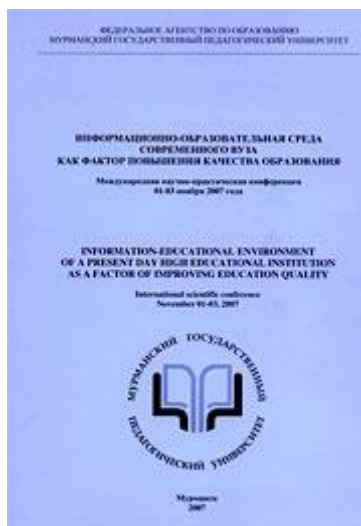 ФЕДЕРАЛЬНОЕ АГЕНТСТВО ПО ОБРАЗОВАНИЮ
МУРМАНСКИЙ ГОСУДАРСТВЕННЫЙ ПЕДАГОГИЧЕСКИЙ УНИВЕРСИТЕТ
ИНФОРМАЦИОННО-ОБРАЗОВАТЕЛЬНАЯ СРЕДА
СОВРЕМЕННОГО ВУЗА
КАК ФАКТОР ПОВЫШЕНИЯ КАЧЕСТВА ОБРАЗОВАНИЯ
Международная научно-практическая конференция
01-03 ноября 2007 года
INFORMATION-EDUCATIONAL ENVIRONMENT
OF A PRESENT DAY HIGH EDUCATIONAL INSTITUTION
AS A FACTOR OF IMPROVING EDUCATION QUALITY
International scientific conference
November 01-03, 2007
МУРМАНСКИЙ ГОСУДАРСТВЕННЫЙ
ПЕДАГОГИЧЕСКИЙ УНИВЕРСИТЕТ
Мурманск
2007